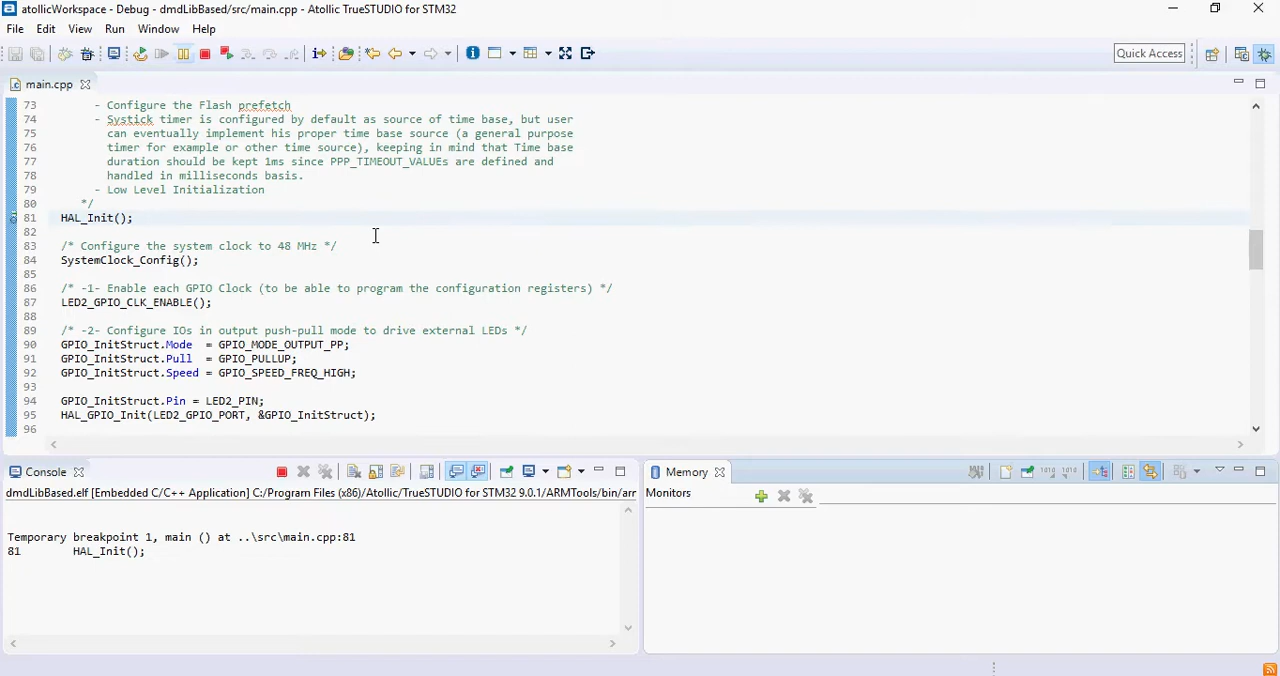 atollicWorkspace - Debug - dmdLibBased/src/main.cpp - Atollic TrueSTUDIO for STM32
File Edit View Run Window Help
Quick Access
main.cpp
73 - Configure the Flash prefetch
74 - Systick timer is configured by default as source of time base, but user
75 can eventually implement his proper time base source (a general purpose
76 timer for example or other time source), keeping in mind that Time base
77 duration should be kept 1ms since PPP_TIMEOUT_VALUEs are defined and
78 handled in milliseconds basis.
79 - Low Level Initialization
80 */
81 HAL_Init();
82
83 /* Configure the system clock to 48 MHz */
84 SystemClock_Config();
85
86 /* -1- Enable each GPIO Clock (to be able to program the configuration registers) */
87 LED2_GPIO_CLK_ENABLE();
88
89 /* -2- Configure IOs in output push-pull mode to drive external LEDs */
90 GPIO_InitStruct.Mode = GPIO_MODE_OUTPUT_PP;
91 GPIO_InitStruct.Pull = GPIO_PULLUP;
92 GPIO_InitStruct.Speed = GPIO_SPEED_FREQ_HIGH;
93
94 GPIO_InitStruct.Pin = LED2_PIN;
95 HAL_GPIO_Init(LED2_GPIO_PORT, &GPIO_InitStruct);
96
Console
dmdLibBased.elf [Embedded C/C++ Application] C:/Program Files (x86)/Atollic/TrueSTUDIO for STM32 9.0.1/ARMTools/bin/arr
Temporary breakpoint 1, main () at ..\src\main.cpp:81
81 HAL_Init();
Memory
Monitors